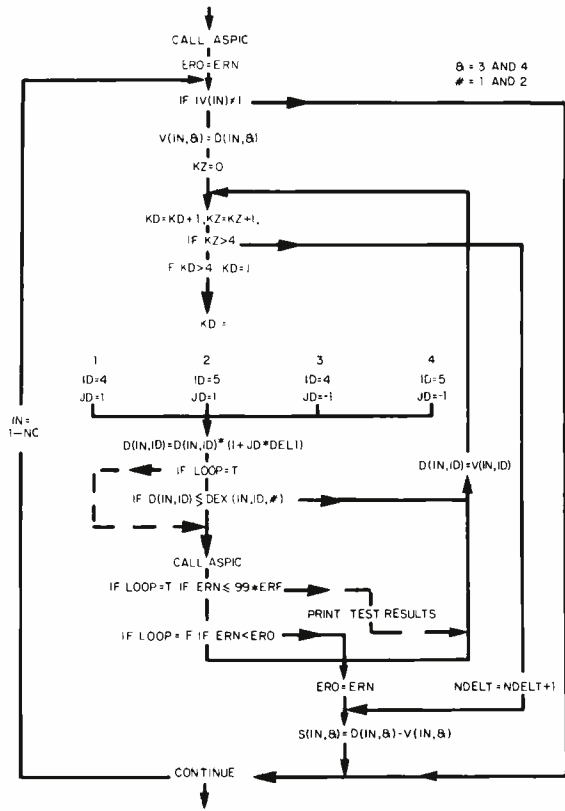 CALL ASPIC
ERO=ERN
& = 3 AND 4
# = 1 AND 2
IF IV(IN)≠1
V(IN,&)=D(IN,&)
KZ=0
KD=KD+1, KZ=KZ+1,
IF KZ>4
F KD>4 KD=1
KD =
1 2 3 4
ID=4 ID=5 ID=4 ID=5
JD=1 JD=1 JD=-1 JD=-1
IN=
1-NC
D(IN,ID)=D(IN,ID)*(1+JD*DEL1)
D(IN,ID)=V(IN,ID)
IF LOOP=T
IF D(IN,ID)≶DEX(IN,ID,#)
CALL ASPIC
IF LOOP=T IF ERN≤ 99*ERF
PRINT TEST RESULTS
IF LOOP=F IF ERN<ERO
ERO=ERN
NDELT=NDELT+1
S(IN,&)=D(IN,&)-V(IN,&)
CONTINUE